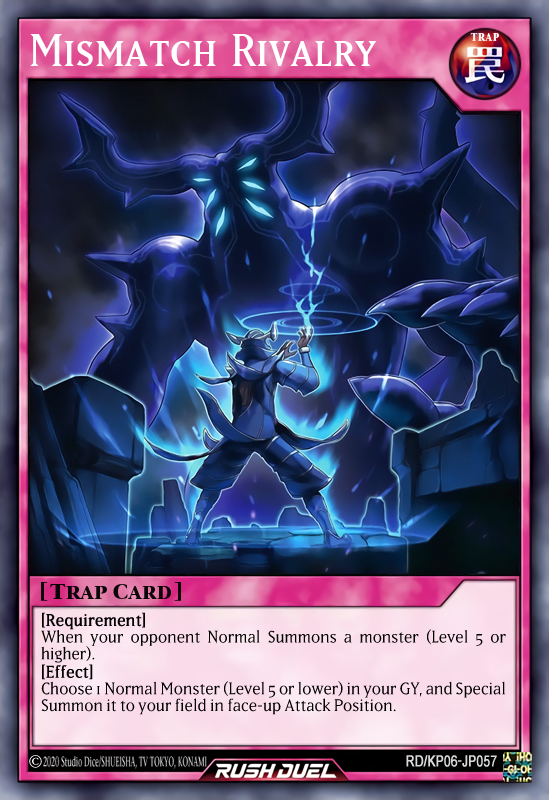 Mismatch Rivalry
TRAP
罠
[Trap Card]
[Requirement]
When your opponent Normal Summons a monster (Level 5 or
higher).
[Effect]
Choose 1 Normal Monster (Level 5 or lower) in your GY, and Special
Summon it to your field in face-up Attack Position.
©2020 Studio Dice/SHUEISHA, TV TOKYO, KONAMI
RUSH DUEL
RD/KP06-JP057